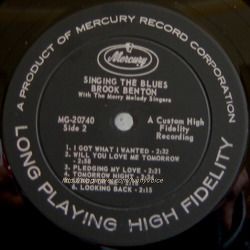 A PRODUCT OF MERCURY RECORD CORPORATION
Mercury
SINGING THE BLUES
BROOK BENTON
With The Merry Melody Singers
MG-20740
Side 2
A Custom High
Fidelity
Recording
1. I GOT WHAT I WANTED - 2:32
2. WILL YOU LOVE ME TOMORROW
- 2:58
3. PLEDGING MY LOVE - 2:31
4. TOMORROW NIGHT
6. LOOKING BACK - 2:15
LONG PLAYING HIGH FIDELITY